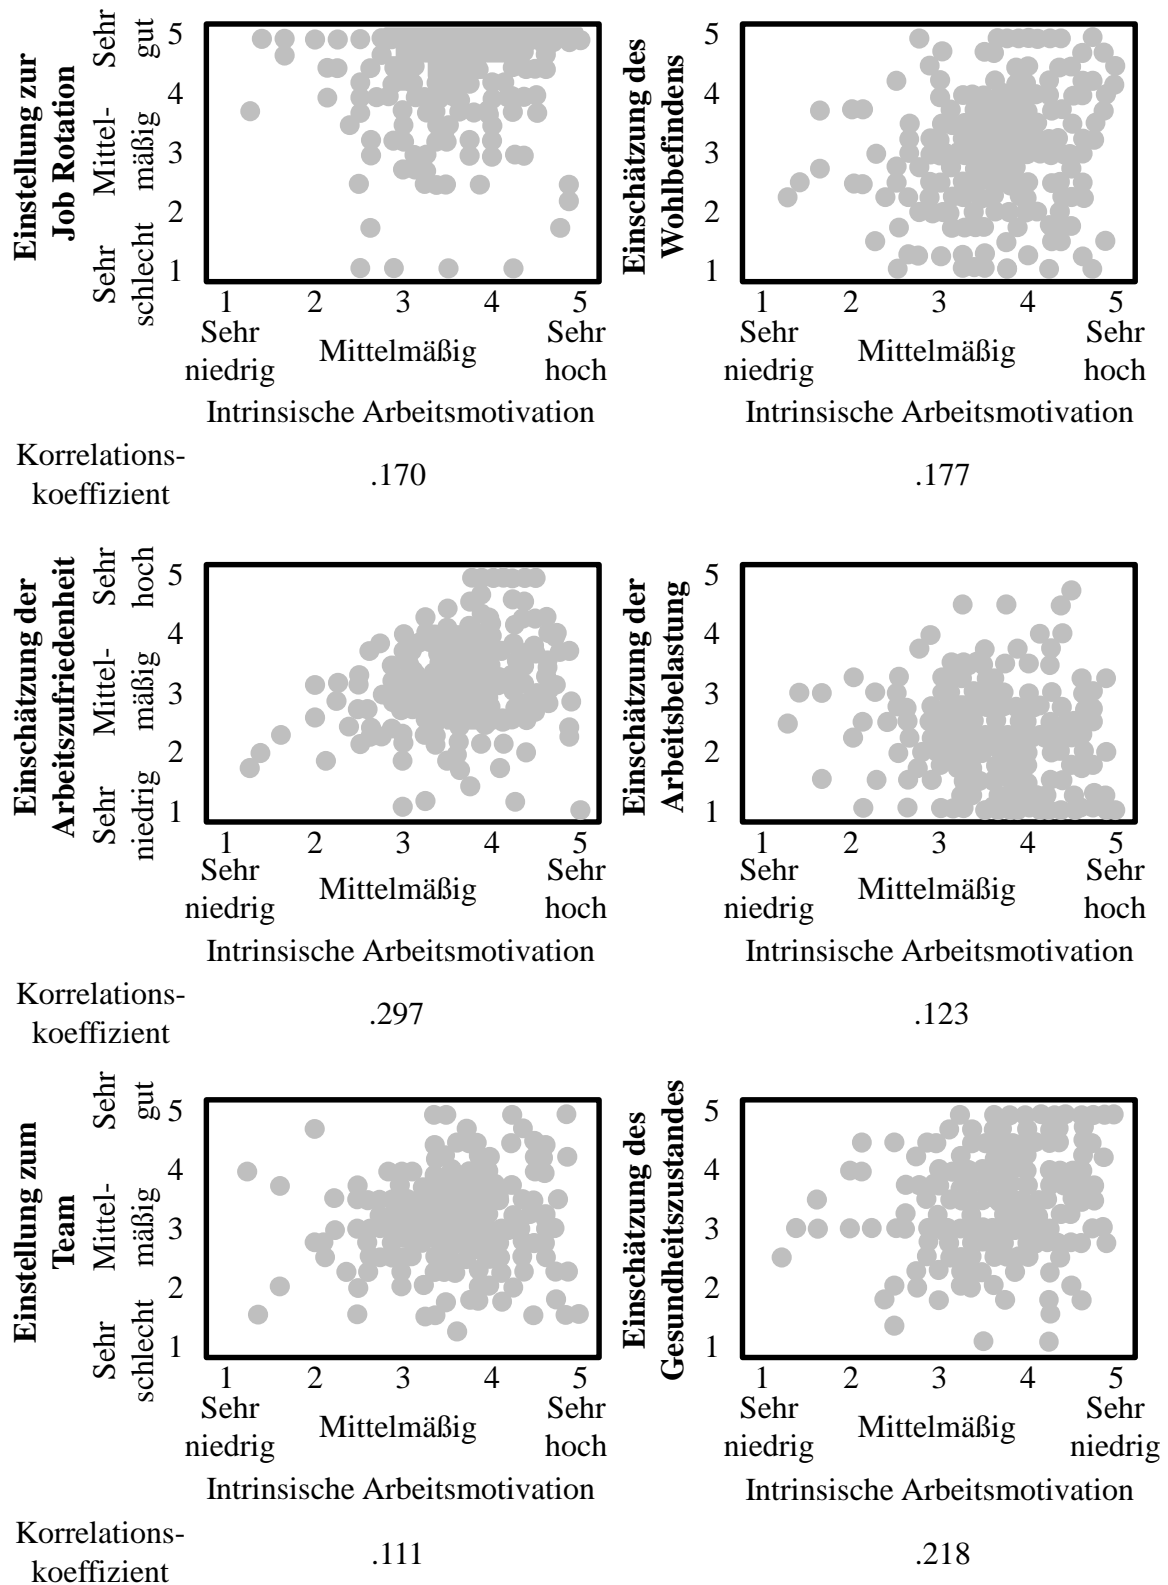 Einstellung zur
Job Rotation
Sehr
schlecht
Mittel-
mäßig
Sehr
gut
5
4
3
2
1
1 2 3 4 5
Sehr
niedrig
Mittelmäßig
Sehr
hoch
Intrinsische Arbeitsmotivation
Einschätzung des
Wohlbefindens
5
4
3
2
1
1 2 3 4 5
Sehr
niedrig
Mittelmäßig
Sehr
hoch
Intrinsische Arbeitsmotivation
Korrelations-
koeffizient
.170
.177
Einschätzung der
Arbeitszufriedenheit
Sehr
niedrig
Mittel-
mäßig
Sehr
hoch
5
4
3
2
1
1 2 3 4 5
Sehr
niedrig
Mittelmäßig
Sehr
hoch
Intrinsische Arbeitsmotivation
Einschätzung der
Arbeitsbelastung
5
4
3
2
1
1 2 3 4 5
Sehr
niedrig
Mittelmäßig
Sehr
hoch
Intrinsische Arbeitsmotivation
Korrelations-
koeffizient
.297
.123
Einstellung zum
Team
Sehr
schlecht
Mittel-
mäßig
Sehr
gut
5
4
3
2
1
1 2 3 4 5
Sehr
niedrig
Mittelmäßig
Sehr
hoch
Intrinsische Arbeitsmotivation
Einschätzung des
Gesundheitszustandes
5
4
3
2
1
1 2 3 4 5
Sehr
niedrig
Mittelmäßig
Sehr
niedrig
Intrinsische Arbeitsmotivation
Korrelations-
koeffizient
.111
.218